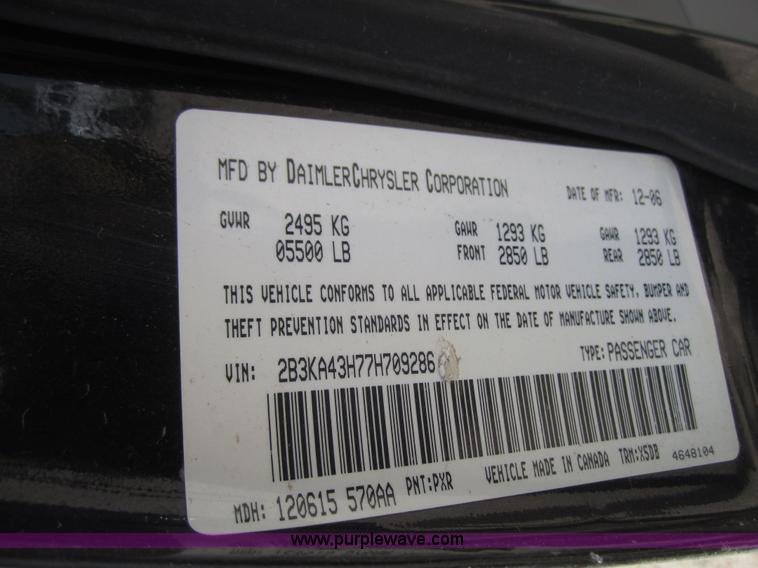 MFD BY DAIMLERCHRYSLER CORPORATION DATE OF MFR: 12-06
GVWR 2495 KG GAWR 1293 KG GAWR 1293 KG
05500 LB FRONT 2850 LB REAR 2850 LB
THIS VEHICLE CONFORMS TO ALL APPLICABLE FEDERAL MOTOR VEHICLE SAFETY, BUMPER AND
THEFT PREVENTION STANDARDS IN EFFECT ON THE DATE OF MANUFACTURE SHOWN ABOVE.
VIN: 2B3KA43H77H709286 TYPE: PASSENGER CAR
MDH: 120615 570AA PNT:PXR VEHICLE MADE IN CANADA TRM:X5DB 4648104
www.purplewave.com